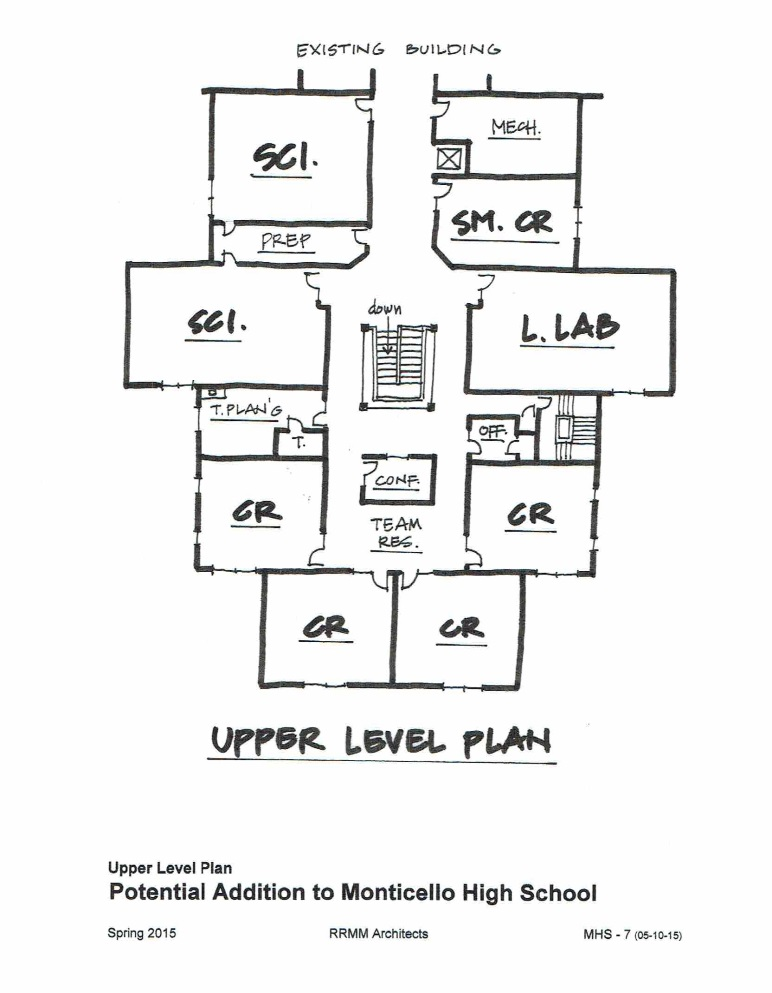 EXISTING BUILDING
SCI.
MECH.
SM. CR
PREP
SCI.
down
L. LAB
T. PLAN'G
T.
OFF.
CONF.
CR
TEAM
RES.
CR
CR
CR
UPPER LEVEL PLAN
Upper Level Plan
Potential Addition to Monticello High School
Spring 2015 RRMM Architects MHS - 7 (05-10-15)